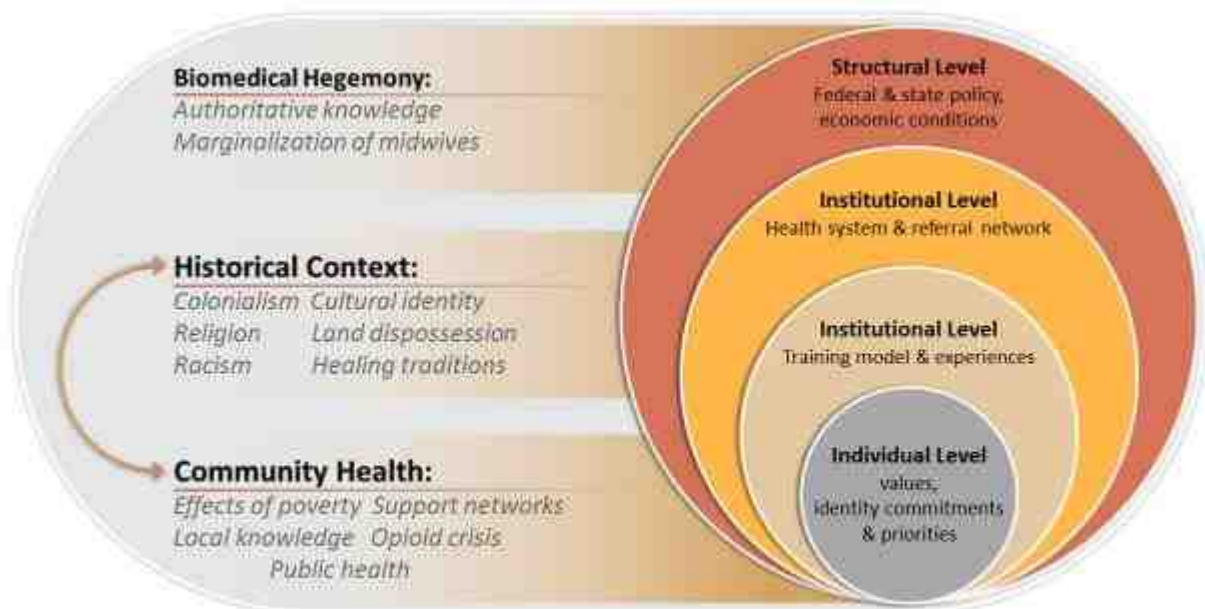 Biomedical Hegemony:
Authoritative knowledge
Marginalization of midwives
Historical Context:
Colonialism Cultural identity
Religion Land dispossession
Racism Healing traditions
Community Health:
Effects of poverty Support networks
Local knowledge Opioid crisis
Public health
Structural Level
Federal & state policy,
economic conditions
Institutional Level
Health system & referral network
Institutional Level
Training model & experiences
Individual Level
values,
identity commitments
& priorities